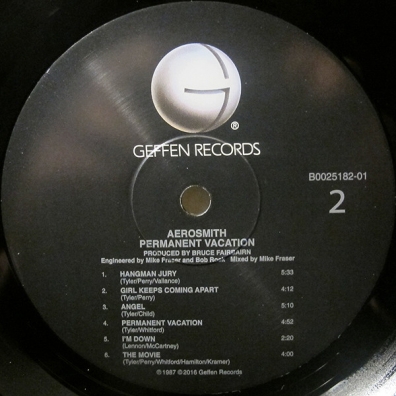 G
®
GEFFEN RECORDS
B0025182-01
2
AEROSMITH
PERMANENT VACATION
PRODUCED BY BRUCE FAIRBAIRN
Engineered by Mike Fraser and Bob Rock Mixed by Mike Fraser
1. HANGMAN JURY 5:33
(Tyler/Perry/Vallance)
2. GIRL KEEPS COMING APART 4:12
(Tyler/Perry)
3. ANGEL 5:10
(Tyler/Child)
4. PERMANENT VACATION 4:52
(Tyler/Whitford)
5. I'M DOWN 2:20
(Lennon/McCartney)
6. THE MOVIE 4:00
(Tyler/Perry/Whitford/Hamilton/Kramer)
℗1987 ©2016 Geffen Records